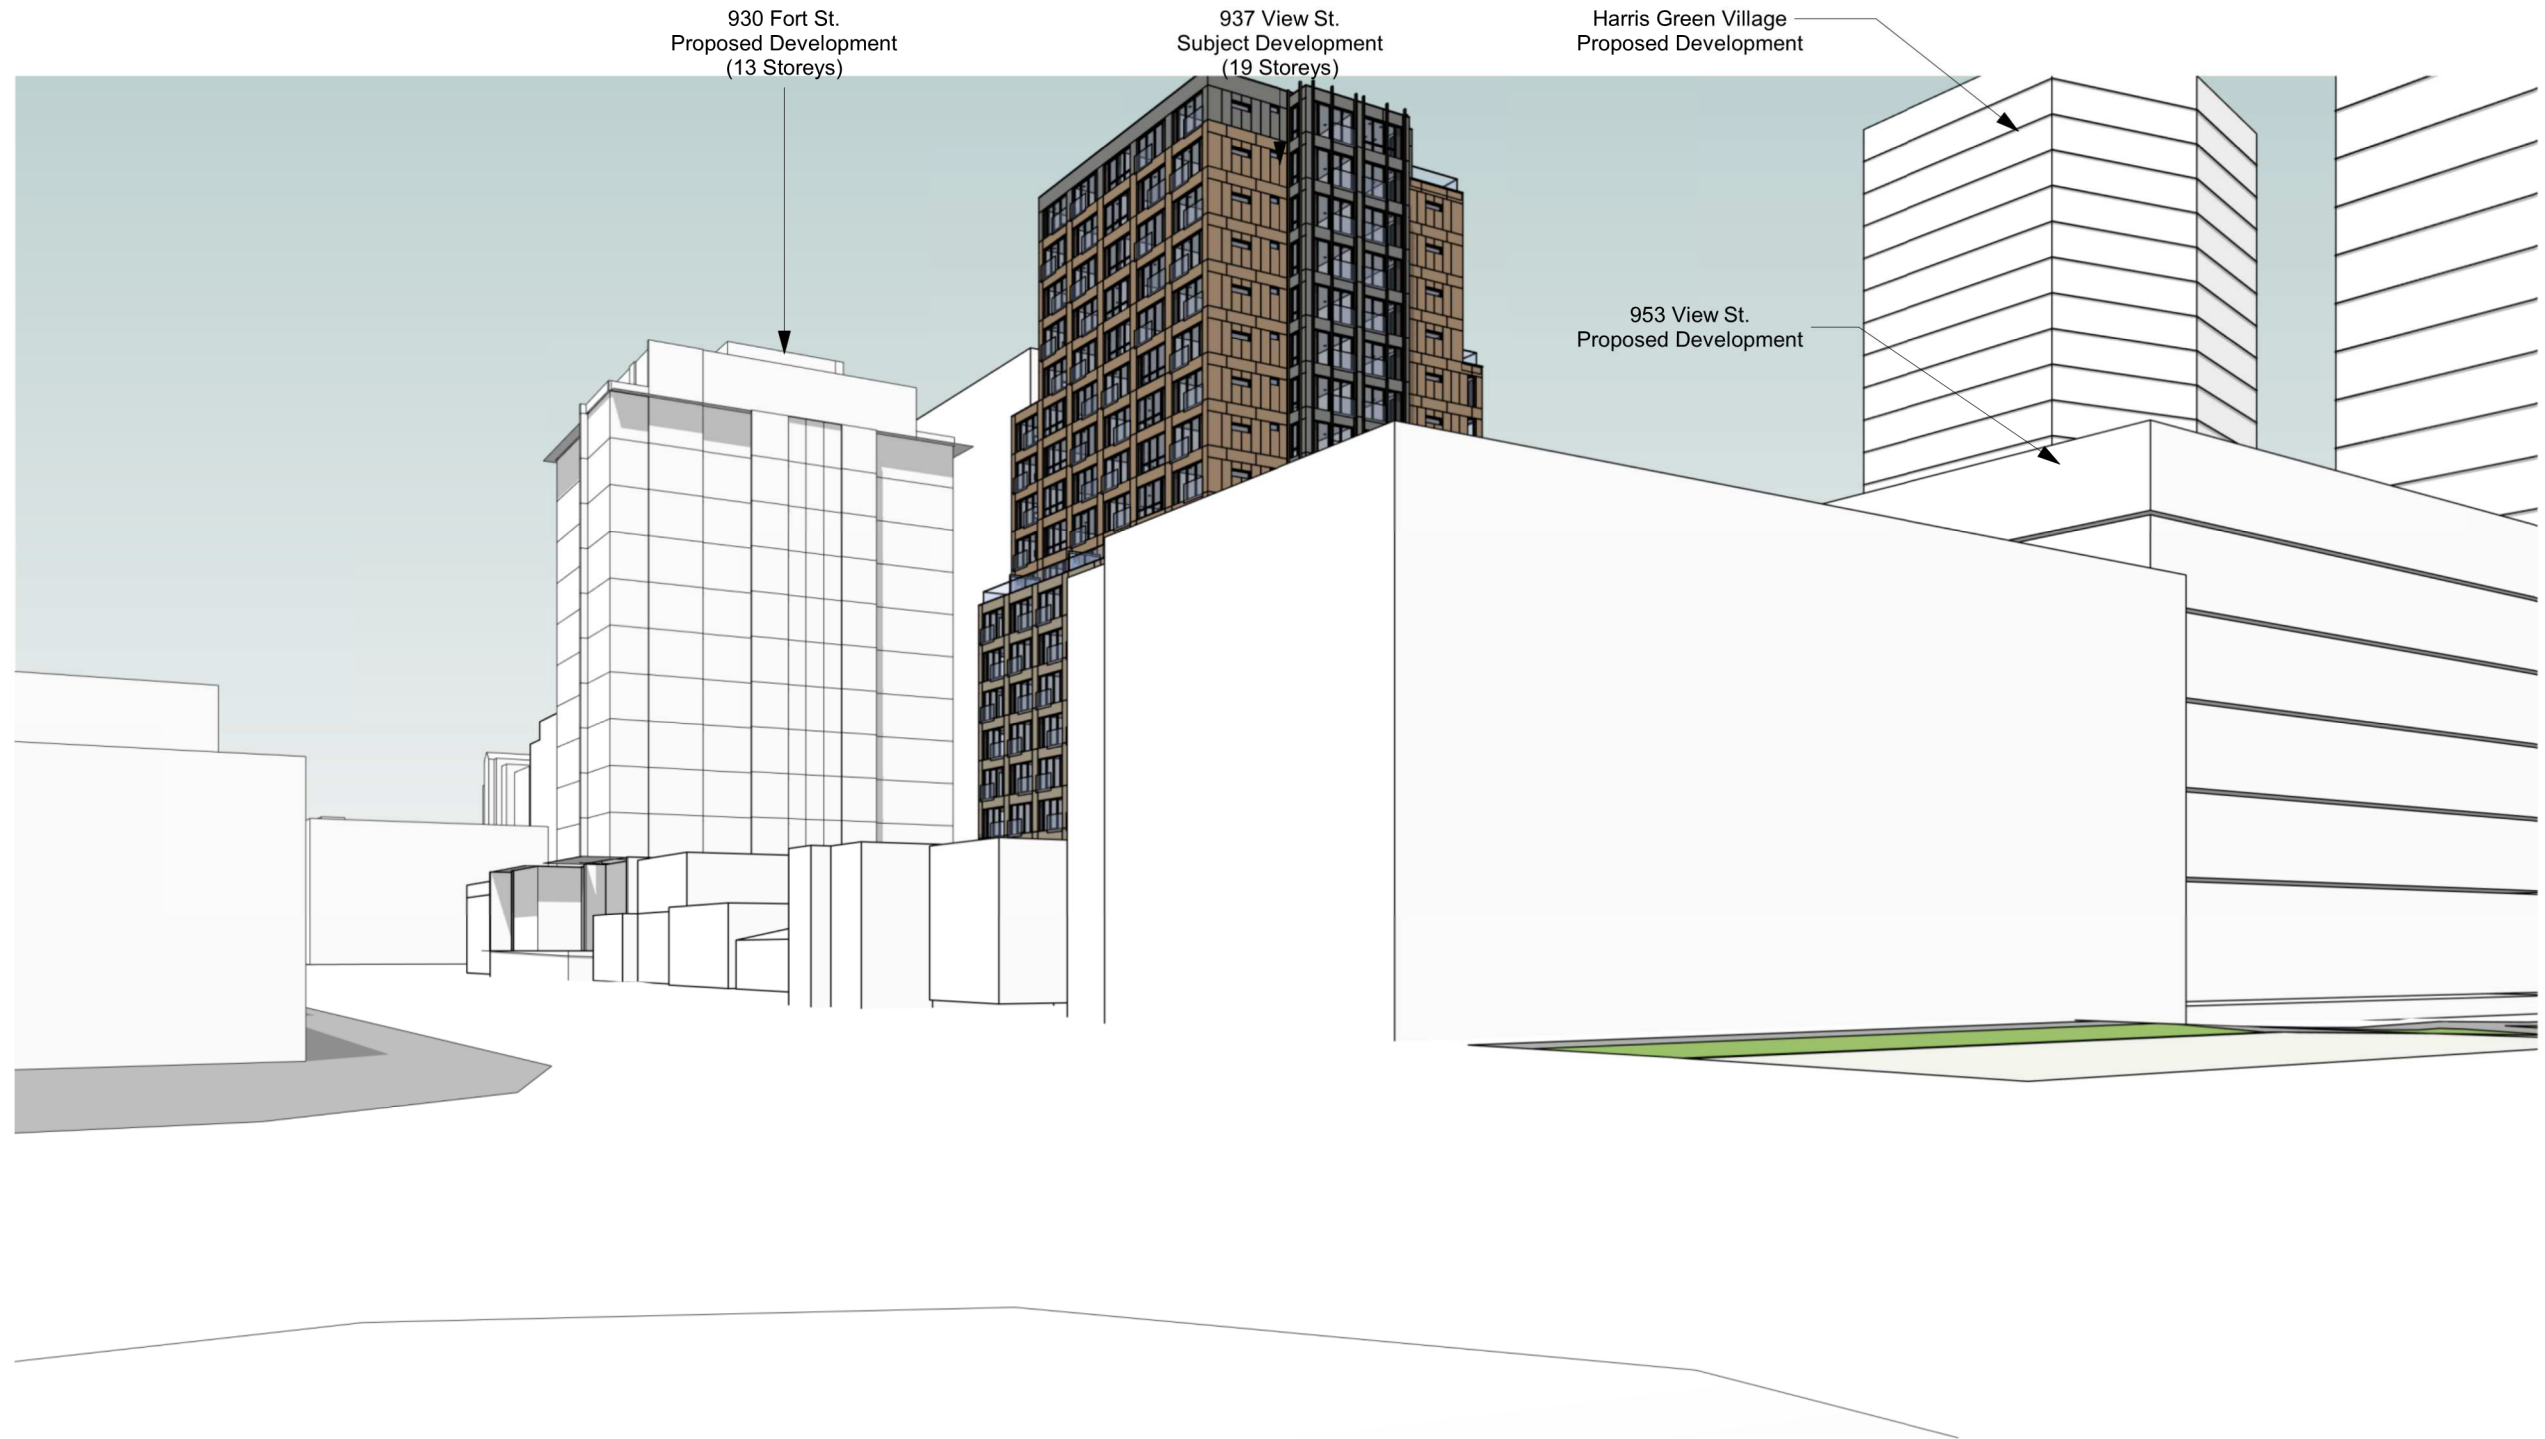 930 Fort St.
Proposed Development
(13 Storeys)
937 View St.
Subject Development
(19 Storeys)
Harris Green Village
Proposed Development
953 View St.
Proposed Development